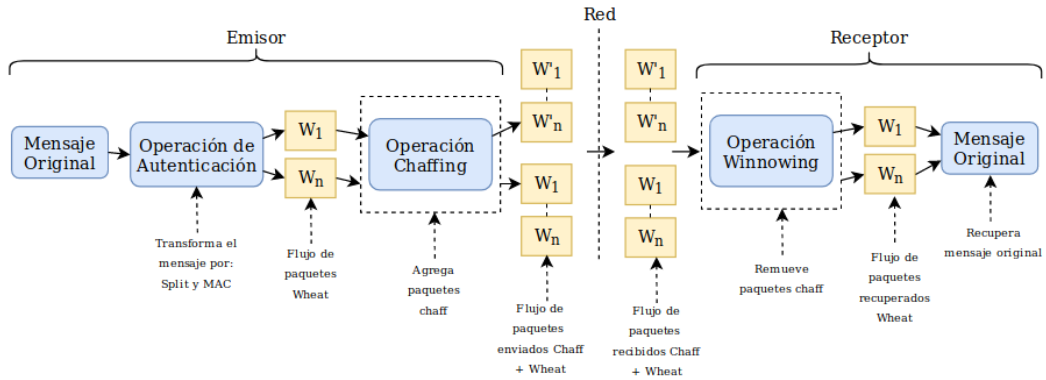 Red
Emisor
Receptor
Mensaje
Original
Operación de
Autenticación
W1
Wn
Operación
Chaffing
W'1
W'n
W1
Wn
W'1
W'n
W1
Wn
Operación
Winnowing
W1
Wn
Mensaje
Original
Transforma el
mensaje por:
Split y MAC
Flujo de
paquetes
Wheat
Agrega
paquetes
chaff
Flujo de
paquetes
enviados Chaff
+ Wheat
Flujo de
paquetes
recibidos Chaff
+ Wheat
Remueve
paquetes chaff
Flujo de
paquetes
recuperados
Wheat
Recupera
mensaje original